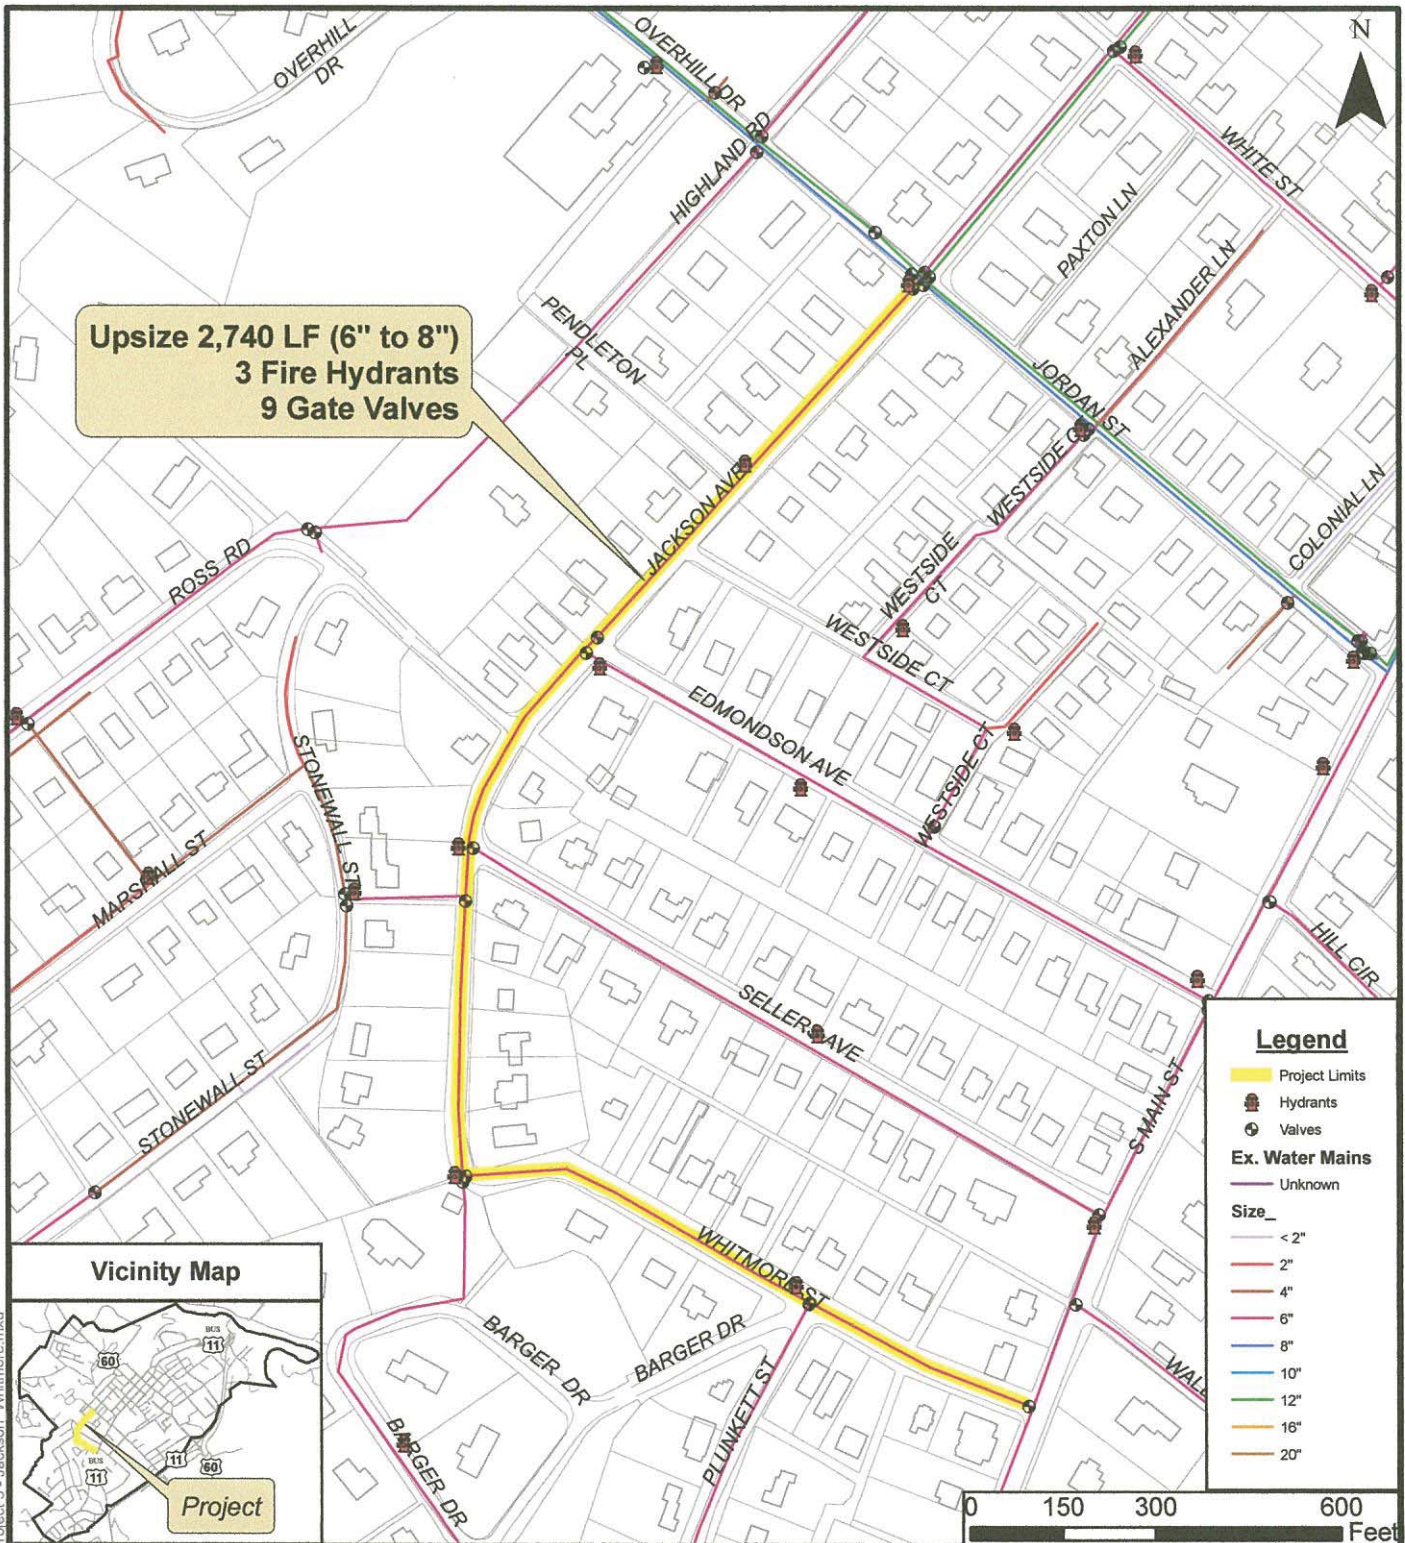 N
OVERHILL
DR
OVERHILL DR
HIGHLAND RD
WHITE ST
PAXTON LN
ALEXANDER LN
PENDLETON
PL
Upsize 2,740 LF (6" to 8")
3 Fire Hydrants
9 Gate Valves
JORDAN ST
COLONIAL LN
JACKSON AVE
WESTSIDE CT
WESTSIDE
CT
ROSS RD
WESTSIDE CT
EDMONDSON AVE
WESTSIDE CT
STONEWALL ST
MARSHALL ST
HILL CIR
SELLERS AVE
STONEWALL ST
S MAIN ST
WHITMORE ST
BARGER DR
BARGER DR
BARGER DR
PLUNKETT ST
Legend
Project Limits
Hydrants
Valves
Ex. Water Mains
Unknown
Size_
< 2"
2"
4"
6"
8"
10"
12"
16"
20"
Vicinity Map
BUS
11
60
BUS
11
11
60
Project
0 150 300 600
Feet